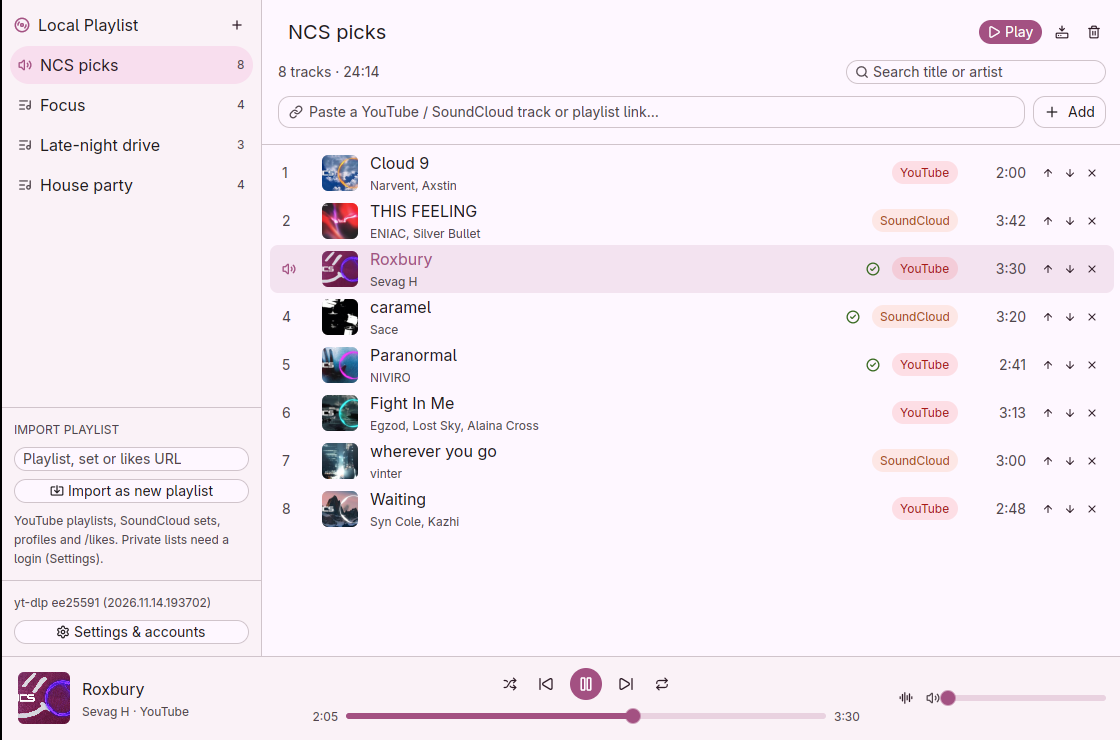 Local Playlist
NCS picks 8
Focus 4
Late-night drive 3
House party 4
IMPORT PLAYLIST
Playlist, set or likes URL
Import as new playlist
YouTube playlists, SoundCloud sets,
profiles and /likes. Private lists need a
login (Settings).
yt-dlp ee25591 (2026.11.14.193702)
Settings & accounts
NCS picks
Play
8 tracks · 24:14
Search title or artist
Paste a YouTube / SoundCloud track or playlist link...
Add
1 Cloud 9 YouTube 2:00
Narvent, Axstin
2 THIS FEELING SoundCloud 3:42
ENIAC, Silver Bullet
Roxbury YouTube 3:30
Sevag H
4 caramel SoundCloud 3:20
Sace
5 Paranormal YouTube 2:41
NIVIRO
6 Fight In Me YouTube 3:13
Egzod, Lost Sky, Alaina Cross
7 wherever you go SoundCloud 3:00
vinter
8 Waiting YouTube 2:48
Syn Cole, Kazhi
Roxbury
Sevag H · YouTube
2:05
3:30